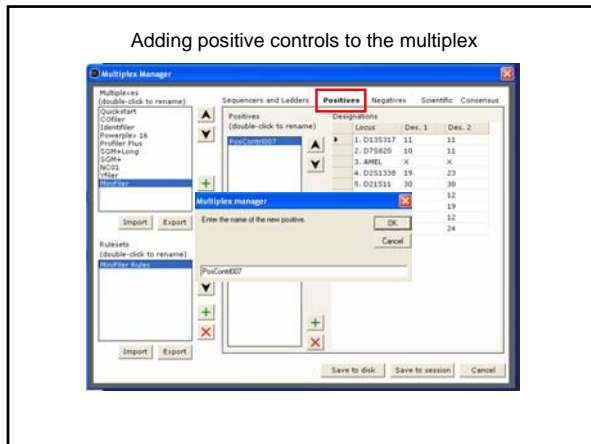 Adding positive controls to the multiplex
Multiplex Manager
Multiplexes
(double-click to rename)
Quickstart
COfiler
Identifiler
Powerplex 16
Profiler Plus
SGM+Long
SGM+
NC01
Yfiler
Minifiler
Import Export
Rulesets
(double-click to rename)
Minifiler Rules
Import Export
Sequencers and Ladders Positives Negatives Scientific Consensus
Positives
(double-click to rename)
PosContrl007
Designations
Locus Des. 1 Des. 2
1. D13S317 11 11
2. D7S820 10 11
3. AMEL X X
4. D2S1338 19 23
5. D21S11 30 30
12
19
12
24
Multiplex manager
Enter the name of the new positive.
OK
Cancel
PosContrl007
Save to disk Save to session Cancel